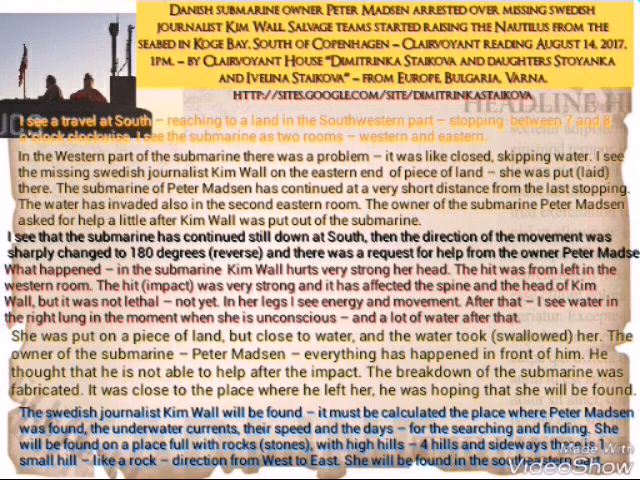 Danish submarine owner Peter Madsen arrested over missing swedish
journalist Kim Wall. Salvage teams started raising the Nautilus from the
seabed in Koge Bay, South of Copenhagen – Clairvoyant reading August 14, 2017,
1pm. – by Clairvoyant House "Dimitrinka Staikova and daughters Stoyanka
and Ivelina Staikova" – from Europe, Bulgaria, Varna.
http://sites.google.com/site/dimitrinkastaikova
HEADLINE H
I see a travel at South – reaching to a land in the Southwestern part – stopping between 7 and 8
o'clock clockwise. I see the submarine as two rooms – western and eastern.
In the Western part of the submarine there was a problem – it was like closed, skipping water. I see
the missing swedish journalist Kim Wall on the eastern end of piece of land – she was put (laid)
there. The submarine of Peter Madsen has continued at a very short distance from the last stopping.
The water has invaded also in the second eastern room. The owner of the submarine Peter Madsen
asked for help a little after Kim Wall was put out of the submarine.
I see that the submarine has continued still down at South, then the direction of the movement was
sharply changed to 180 degrees (reverse) and there was a request for help from the owner Peter Madse
What happened – in the submarine Kim Wall hurts very strong her head. The hit was from left in the
western room. The hit (impact) was very strong and it has affected the spine and the head of Kim
Wall, but it was not lethal – not yet. In her legs I see energy and movement. After that – I see water in
the right lung in the moment when she is unconscious – and a lot of water after that.
She was put on a piece of land, but close to water, and the water took (swallowed) her. The
owner of the submarine – Peter Madsen – everything has happened in front of him. He
thought that he is not able to help after the impact. The breakdown of the submarine was
fabricated. It was close to the place where he left her, he was hoping that she will be found.
The swedish journalist Kim Wall will be found – it must be calculated the place where Peter Madsen
was found, the underwater currents, their speed and the days – for the searching and finding. She
will be found on a place full with rocks (stones), with high hills – 4 hills and sideways there is 1
small hill – like a rock – direction from West to East. She will be found in the southeastern
Made With
VideoShow